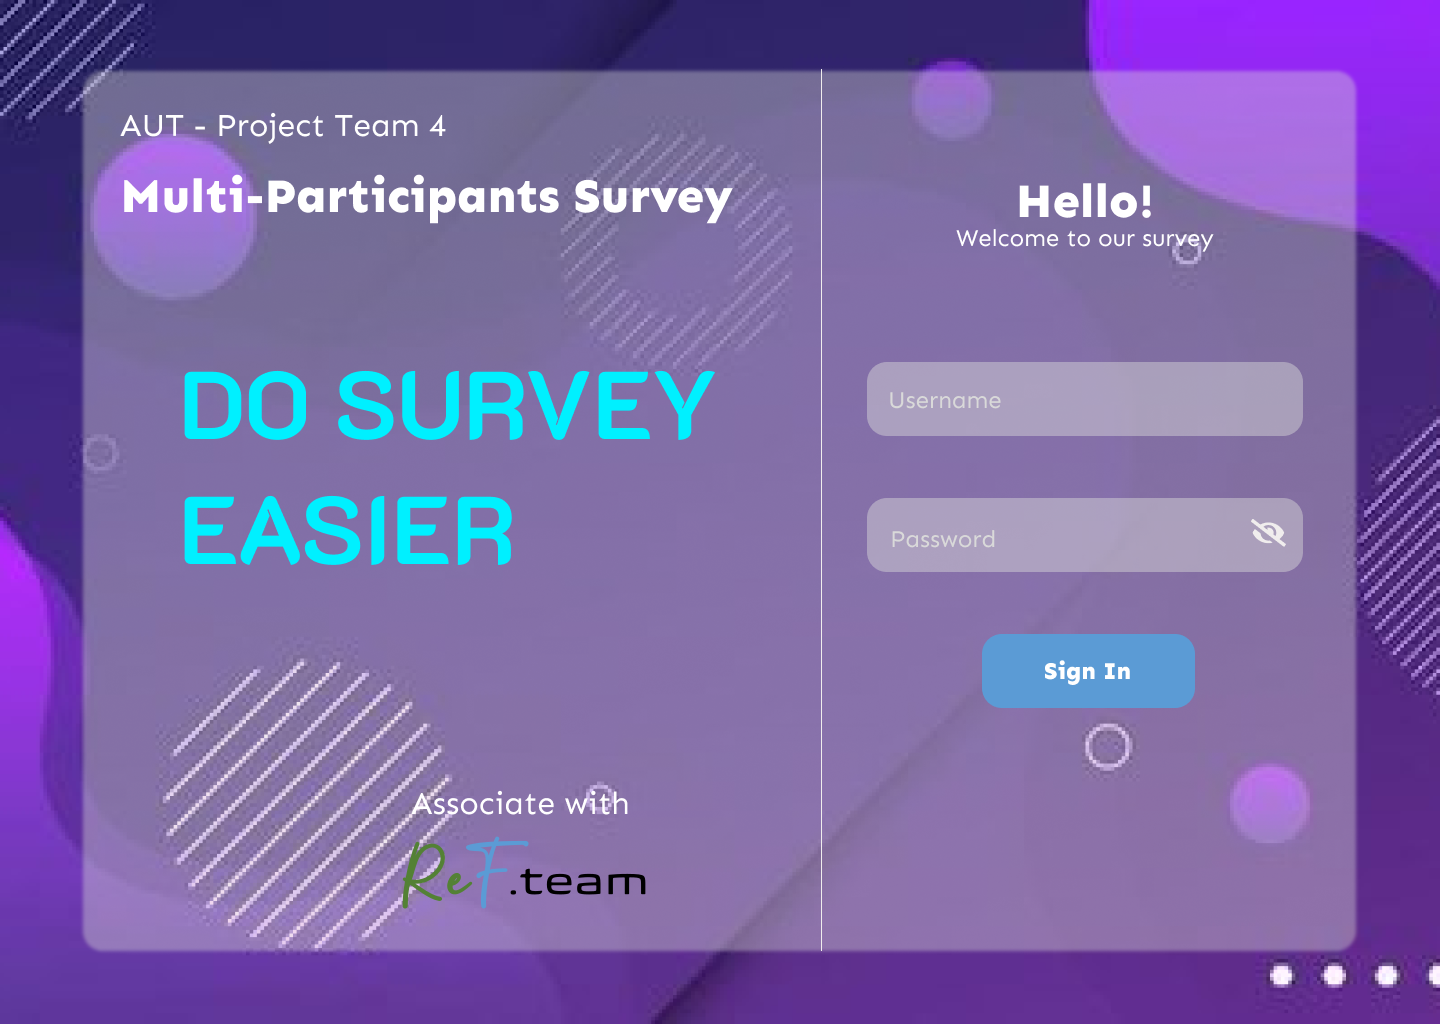 AUT - Project Team 4
Multi-Participants Survey
DO SURVEY
EASIER
Associate with
ReF.team
Hello!
Welcome to our survey
Username
Password
Sign In